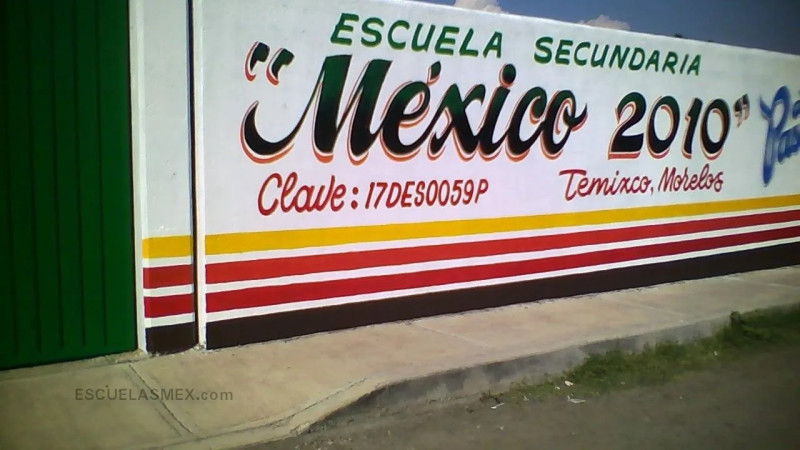 ESCUELA SECUNDARIA
"México 2010"
Clave: 17DES0059P Temixco, Morelos
ESCUELASMEX.com